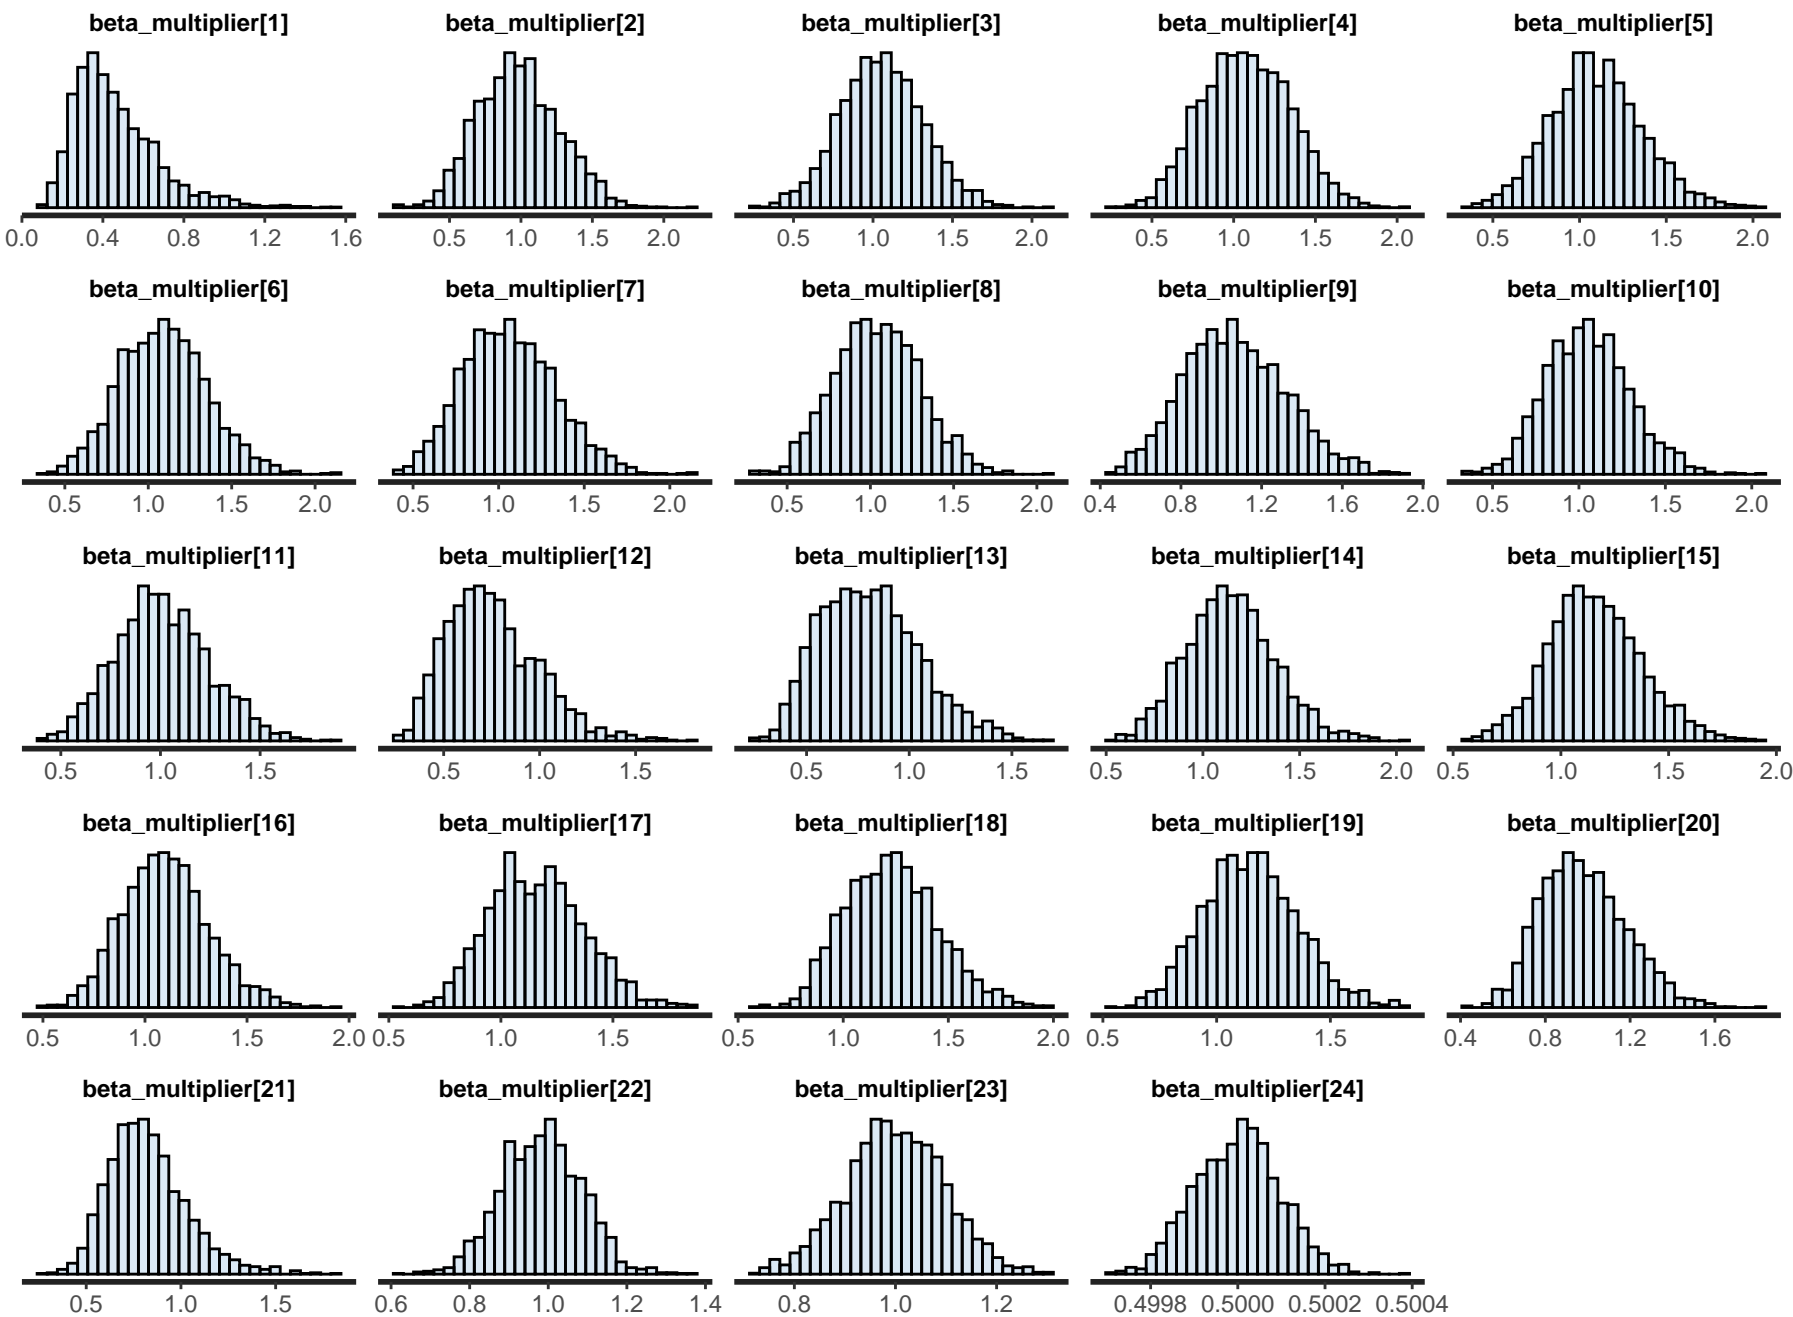 beta_multiplier[1] beta_multiplier[2] beta_multiplier[3] beta_multiplier[4] beta_multiplier[5]
0.0 0.4 0.8 1.2 1.6 0.5 1.0 1.5 2.0 0.5 1.0 1.5 2.0 0.5 1.0 1.5 2.0 0.5 1.0 1.5 2.0
beta_multiplier[6] beta_multiplier[7] beta_multiplier[8] beta_multiplier[9] beta_multiplier[10]
0.5 1.0 1.5 2.0 0.5 1.0 1.5 2.0 0.5 1.0 1.5 2.0 0.4 0.8 1.2 1.6 2.0 0.5 1.0 1.5 2.0
beta_multiplier[11] beta_multiplier[12] beta_multiplier[13] beta_multiplier[14] beta_multiplier[15]
0.5 1.0 1.5 0.5 1.0 1.5 0.5 1.0 1.5 0.5 1.0 1.5 2.0 0.5 1.0 1.5 2.0
beta_multiplier[16] beta_multiplier[17] beta_multiplier[18] beta_multiplier[19] beta_multiplier[20]
0.5 1.0 1.5 2.0 0.5 1.0 1.5 0.5 1.0 1.5 2.0 0.5 1.0 1.5 0.4 0.8 1.2 1.6
beta_multiplier[21] beta_multiplier[22] beta_multiplier[23] beta_multiplier[24]
0.5 1.0 1.5 0.6 0.8 1.0 1.2 1.4 0.8 1.0 1.2 0.4998 0.5000 0.5002 0.5004